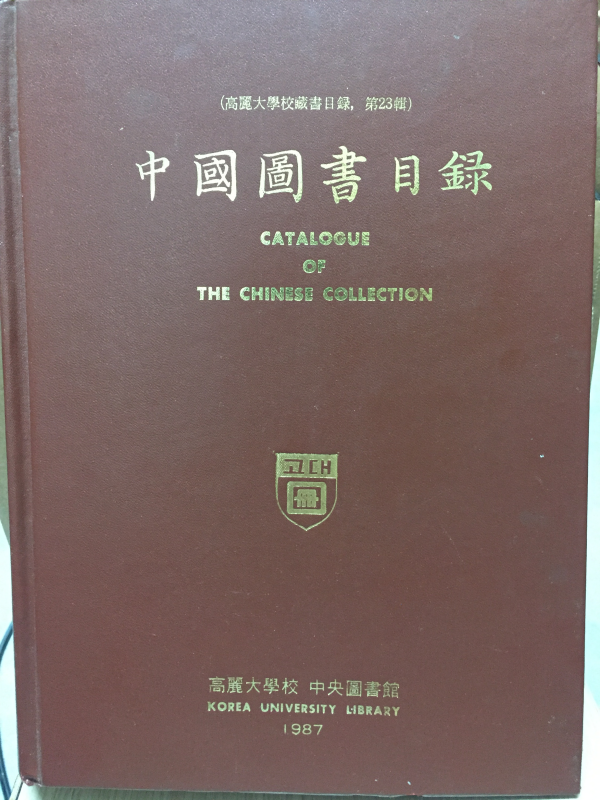 (高麗大學校藏書目録, 第23輯)
中國圖書目録
CATALOGUE
OF
THE CHINESE COLLECTION
고대
冊
高麗大學校 中央圖書館
KOREA UNIVERSITY LIBRARY
1987